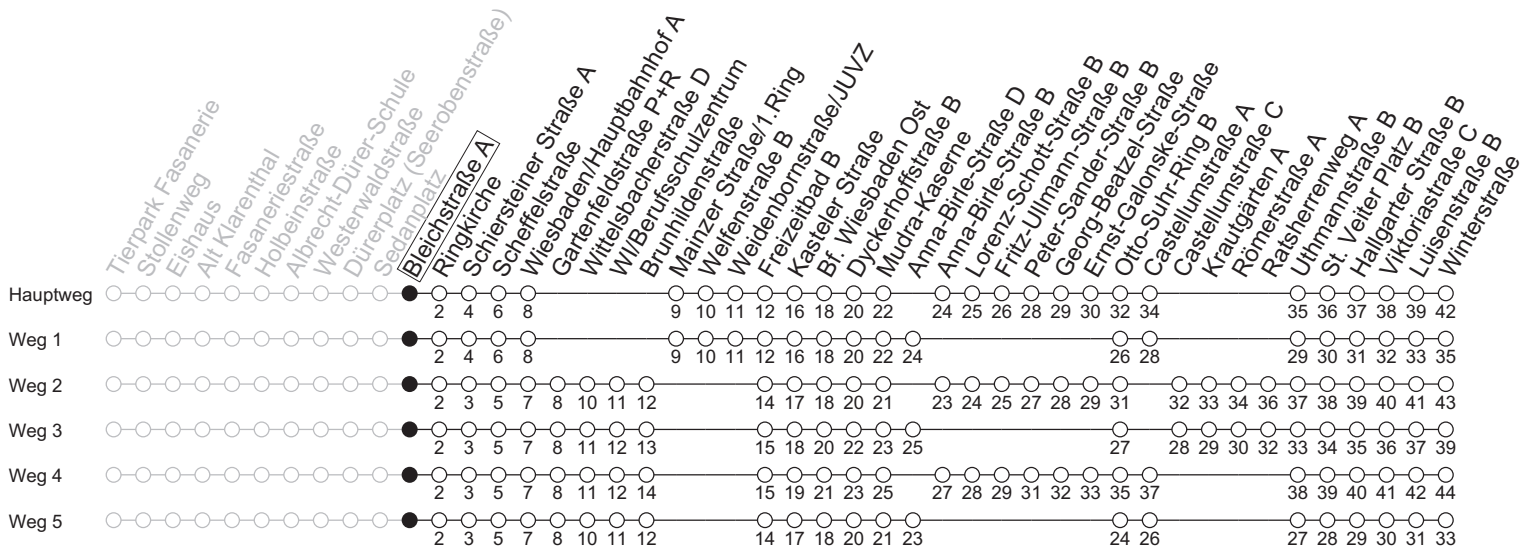 Tierpark Fasanerie
Stollenweg
Eishaus
Alt Klarenthal
Fasaneriestraße
Holbeinstraße
Albrecht-Dürer-Schule
Westerwaldstraße
Dürerplatz (Seerobenstraße)
Sedanplatz
Bleichstraße A
Ringkirche
Schiersteiner Straße A
Scheffelstraße
Wiesbaden/Hauptbahnhof A
Gartenfeldstraße P+R
Wittelsbacherstraße D
WI/Berufsschulzentrum
Brunhildenstraße
Mainzer Straße/1.Ring
Welfenstraße B
Weidenbornstraße/JUVZ
Freizeitbad B
Kasteler Straße
Bf. Wiesbaden Ost
Dyckerhoffstraße B
Mudra-Kaserne
Anna-Birle-Straße D
Anna-Birle-Straße B
Lorenz-Schott-Straße B
Fritz-Ullmann-Straße B
Peter-Sander-Straße B
Georg-Beatzel-Straße
Ernst-Galonske-Straße
Otto-Suhr-Ring B
Castellumstraße A
Castellumstraße C
Krautgärten A
Römerstraße A
Ratsherrenweg A
Uthmannstraße B
St. Veiter Platz B
Hallgarter Straße B
Viktoriastraße C
Luisenstraße B
Winterstraße
Hauptweg
2 4 6 8 9 10 11 12 16 18 20 22 24 25 26 28 29 30 32 34 35 36 37 38 39 42
Weg 1
2 4 6 8 9 10 11 12 16 18 20 22 24 26 28 29 30 31 32 33 35
Weg 2
2 3 5 7 8 10 11 12 14 17 18 20 21 23 24 25 27 28 29 31 32 33 34 36 37 38 39 40 41 43
Weg 3
2 3 5 7 8 11 12 13 15 18 20 22 23 25 27 28 29 30 32 33 34 35 36 37 39
Weg 4
2 3 5 7 8 11 12 14 15 19 21 23 25 27 28 29 31 32 33 35 37 38 39 40 41 42 44
Weg 5
2 3 5 7 8 10 11 12 14 17 18 20 21 23 24 26 27 28 29 30 31 33